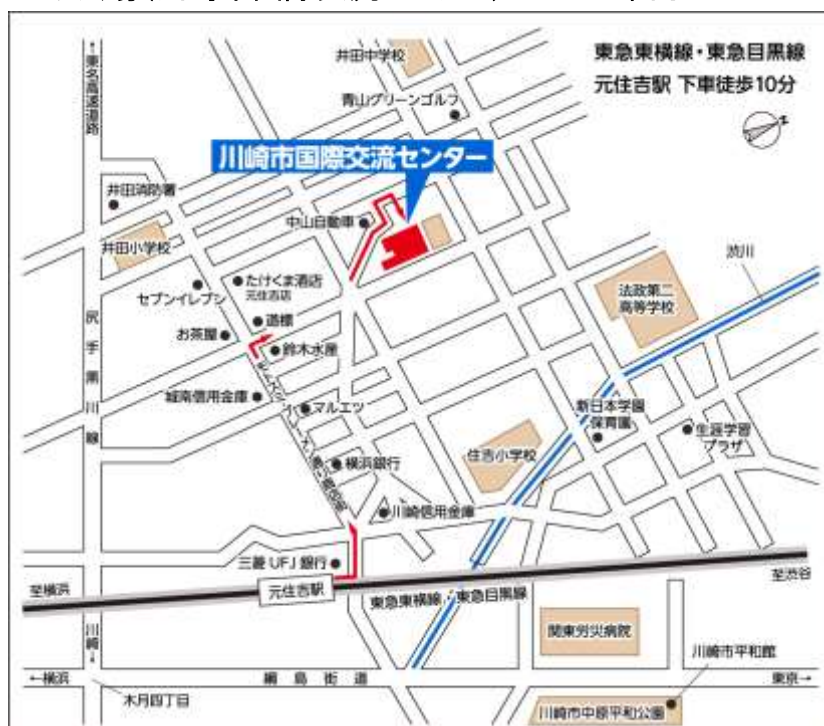 東急東横線・東急目黒線
元住吉駅 下車徒歩10分
井田中学校
←東名高速道路
青山グリーンゴルフ
川崎市国際交流センター
井田消防署
中山自動車
井田小学校
渋川
たけくま酒店
元住吉店
セブンイレブン
法政第二
高等学校
道標
お茶屋
鈴木水産
尻手黒川線
城南信用金庫
マルエツ
新日本学園
保育園
生涯学習
プラザ
住吉小学校
横浜銀行
川崎信用金庫
三菱UFJ銀行
至渋谷
至横浜
元住吉駅
東急東横線・東急目黒線
川崎→
関東労災病院
川崎市平和館
←横浜
綱島街道
東京→
木月四丁目
川崎市中原平和公園